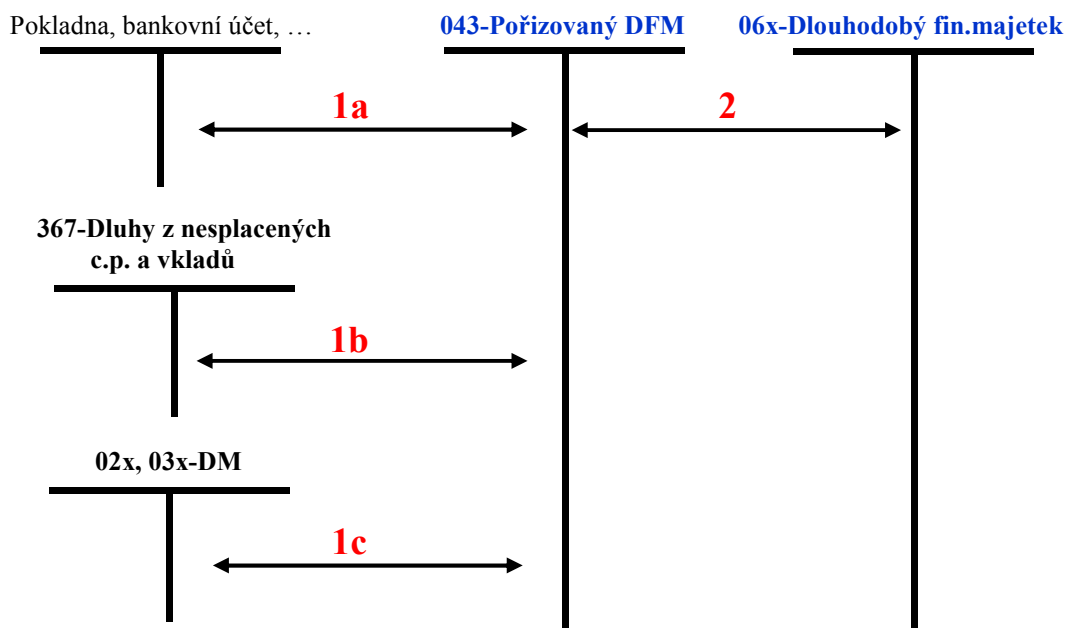 Pokladna, bankovní účet, …
043-Pořizovaný DFM
06x-Dlouhodobý fin.majetek
1a
2
367-Dluhy z nesplacených
c.p. a vkladů
1b
02x, 03x-DM
1c